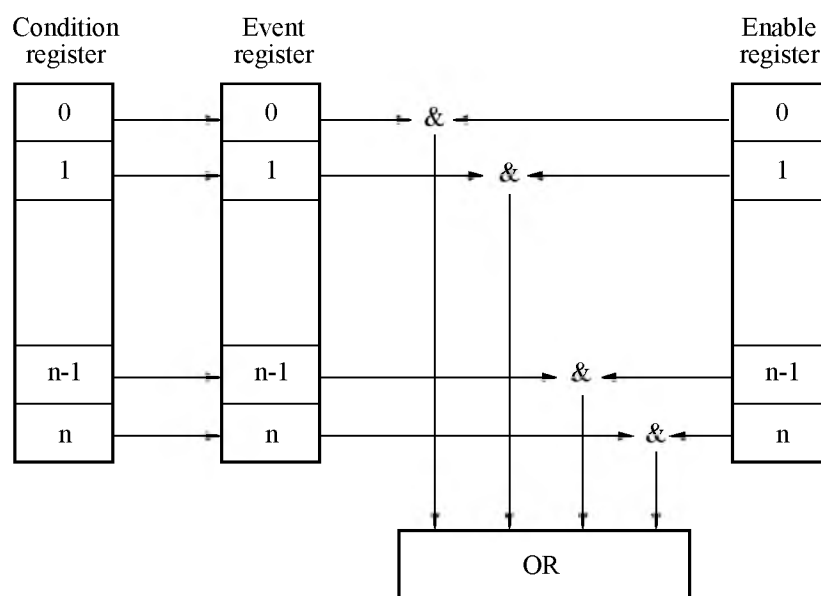 Condition
register
Event
register
Enable
register
0
0
&
0
1
1
&
1
n-1
n-1
&
n-1
n
n
&
n
OR